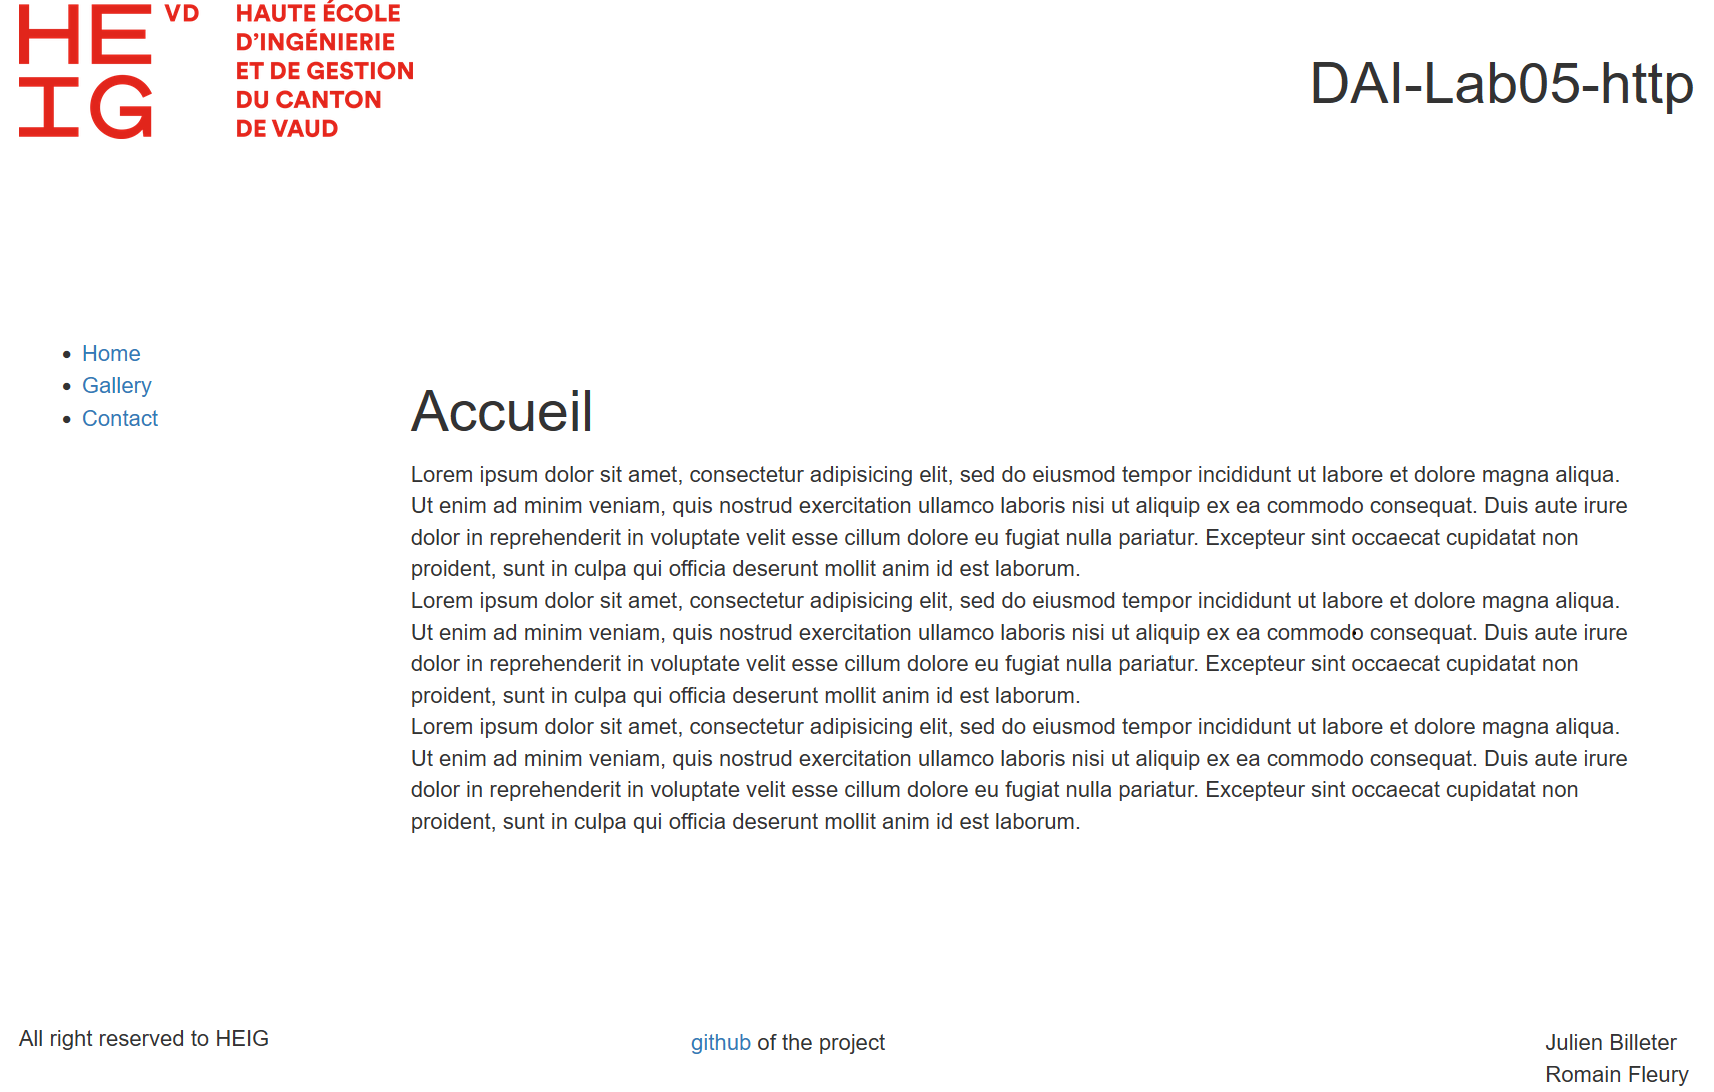 HE VD
IG
HAUTE ÉCOLE
D’INGÉNIERIE
ET DE GESTION
DU CANTON
DE VAUD
DAI-Lab05-http
Home
Gallery
Contact
Accueil
Lorem ipsum dolor sit amet, consectetur adipisicing elit, sed do eiusmod tempor incididunt ut labore et dolore magna aliqua.
Ut enim ad minim veniam, quis nostrud exercitation ullamco laboris nisi ut aliquip ex ea commodo consequat. Duis aute irure
dolor in reprehenderit in voluptate velit esse cillum dolore eu fugiat nulla pariatur. Excepteur sint occaecat cupidatat non
proident, sunt in culpa qui officia deserunt mollit anim id est laborum.
Lorem ipsum dolor sit amet, consectetur adipisicing elit, sed do eiusmod tempor incididunt ut labore et dolore magna aliqua.
Ut enim ad minim veniam, quis nostrud exercitation ullamco laboris nisi ut aliquip ex ea commodo consequat. Duis aute irure
dolor in reprehenderit in voluptate velit esse cillum dolore eu fugiat nulla pariatur. Excepteur sint occaecat cupidatat non
proident, sunt in culpa qui officia deserunt mollit anim id est laborum.
Lorem ipsum dolor sit amet, consectetur adipisicing elit, sed do eiusmod tempor incididunt ut labore et dolore magna aliqua.
Ut enim ad minim veniam, quis nostrud exercitation ullamco laboris nisi ut aliquip ex ea commodo consequat. Duis aute irure
dolor in reprehenderit in voluptate velit esse cillum dolore eu fugiat nulla pariatur. Excepteur sint occaecat cupidatat non
proident, sunt in culpa qui officia deserunt mollit anim id est laborum.
All right reserved to HEIG
github of the project
Julien Billeter
Romain Fleury